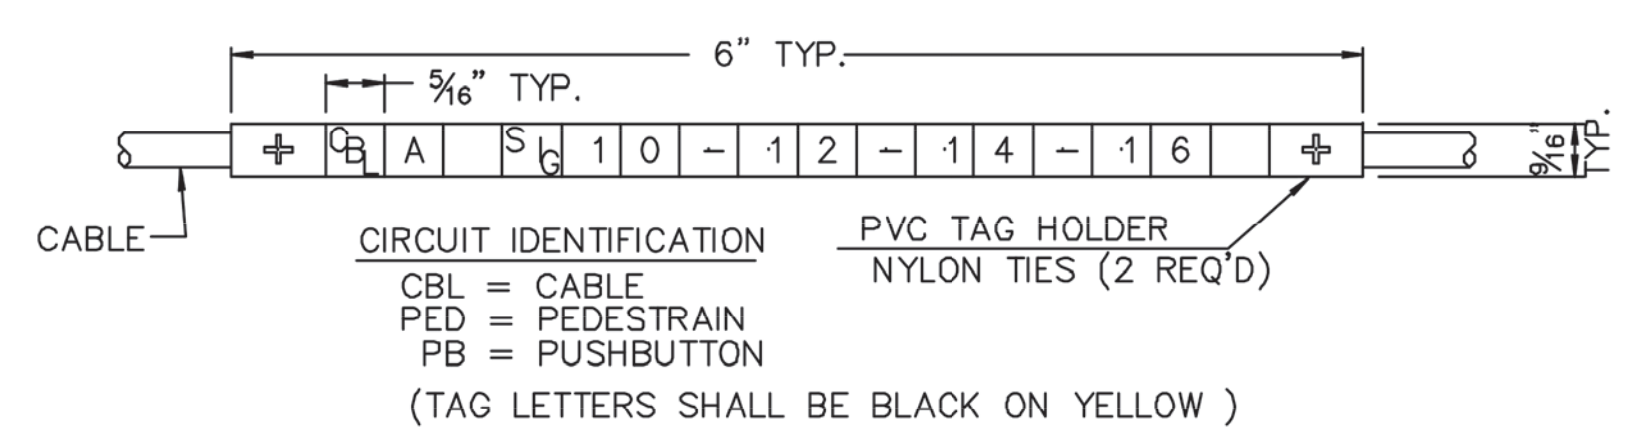 6" TYP.
5/16" TYP.
+ CBL A SIG 1 0 - .1 2 - .1 4 - .1 6 +
9/16" TYP.
CABLE
CIRCUIT IDENTIFICATION
CBL = CABLE
PED = PEDESTRAIN
PB = PUSHBUTTON
(TAG LETTERS SHALL BE BLACK ON YELLOW )
PVC TAG HOLDER
NYLON TIES (2 REQ'D)